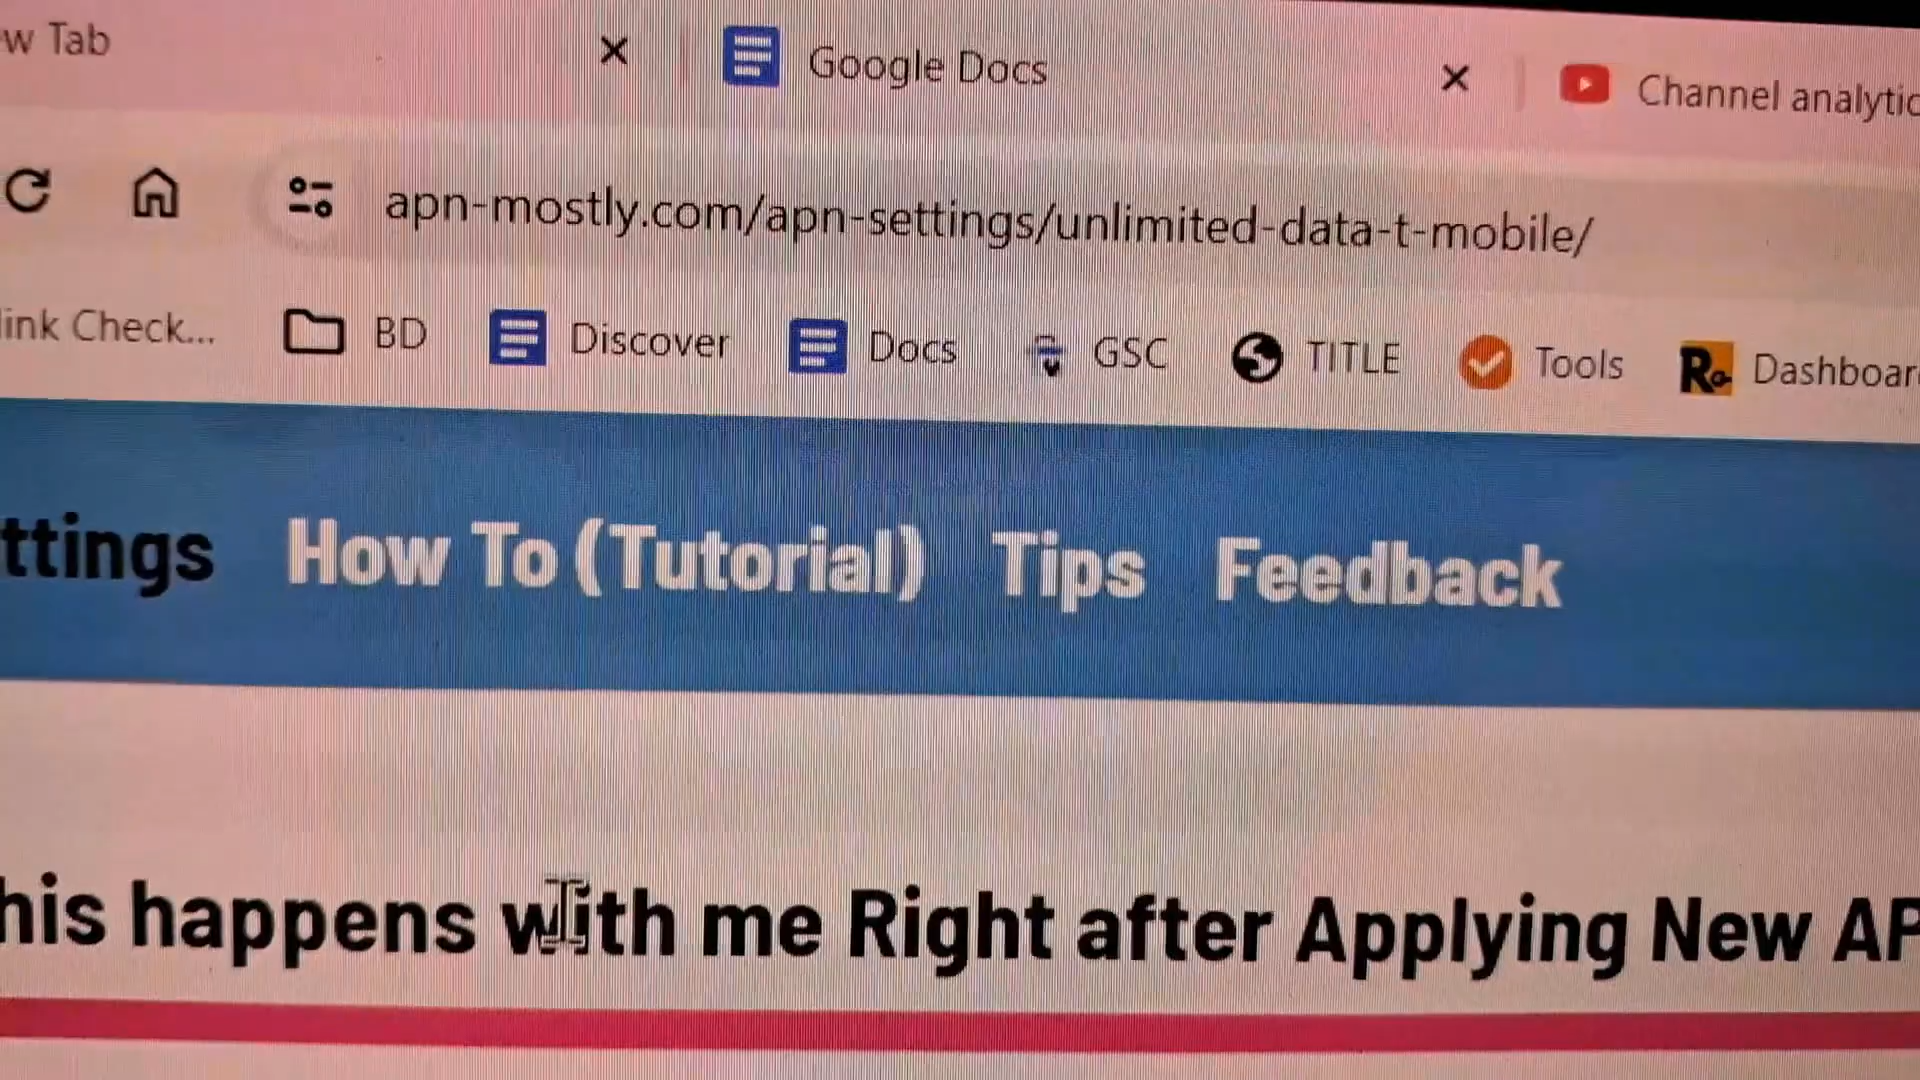 w Tab
Google Docs
Channel analytic
apn-mostly.com/apn-settings/unlimited-data-t-mobile/
link Check...
BD
Discover
Docs
GSC
TITLE
Tools
Dashboar
ttings
How To (Tutorial)
Tips
Feedback
his happens with me Right after Applying New AP